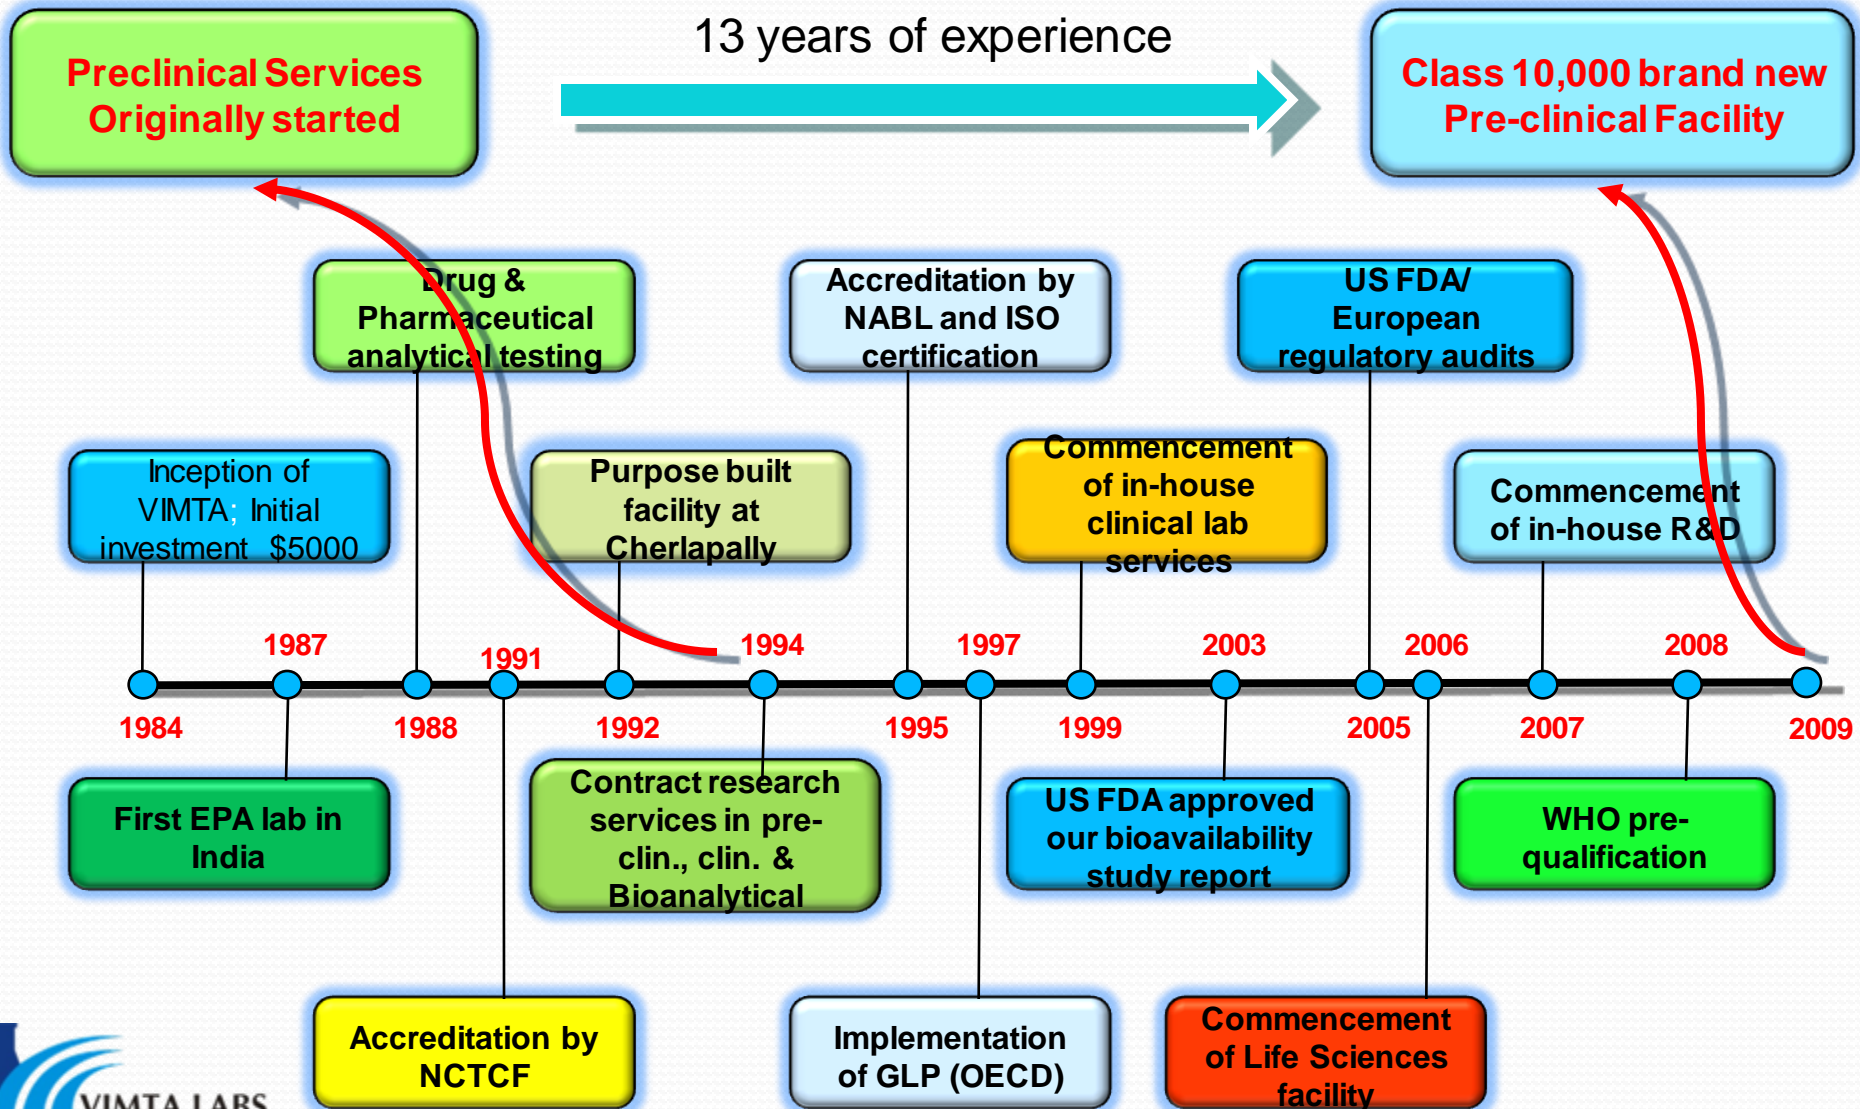 13 years of experience
Preclinical Services
Originally started
Class 10,000 brand new
Pre-clinical Facility
Drug &
Pharmaceutical
analytical testing
Accreditation by
NABL and ISO
certification
US FDA/
European
regulatory audits
Inception of
VIMTA; Initial
investment $5000
Purpose built
facility at
Cherlapally
Commencement
of in-house
clinical lab
services
Commencement
of in-house R&D
1987
1991
1994
1997
2003
2006
2008
1984
1988
1992
1995
1999
2005
2007
2009
First EPA lab in
India
Contract research
services in pre-
clin., clin. &
Bioanalytical
US FDA approved
our bioavailability
study report
WHO pre-
qualification
Accreditation by
NCTCF
Implementation
of GLP (OECD)
Commencement
of Life Sciences
facility
VIMTA LABS